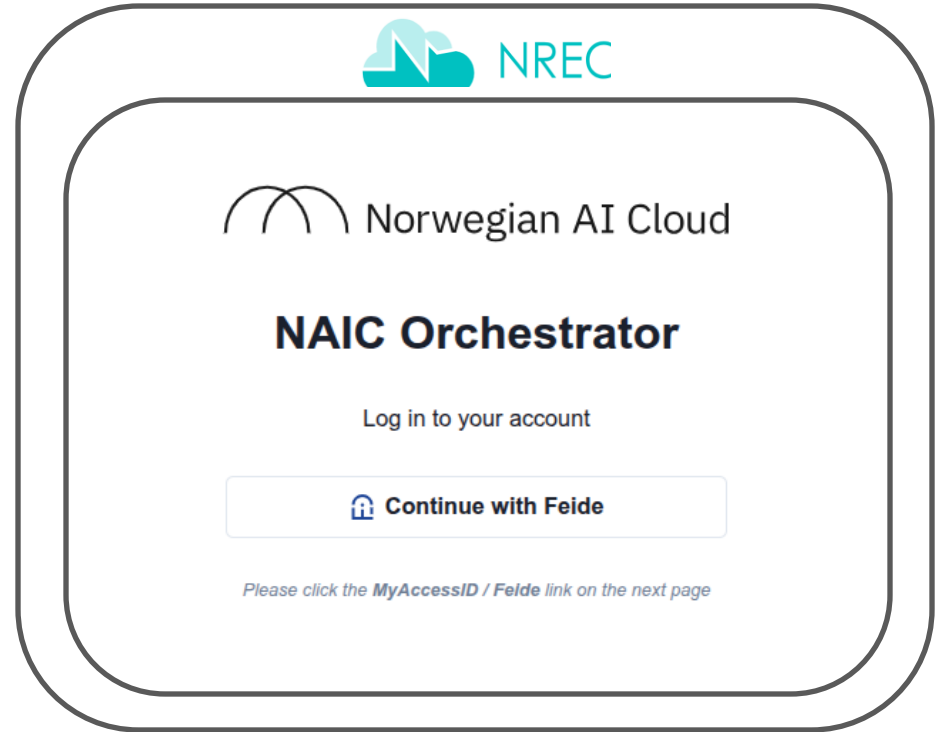 NREC
Norwegian AI Cloud
NAIC Orchestrator
Log in to your account
Continue with Feide
Please click the MyAccessID / Feide link on the next page